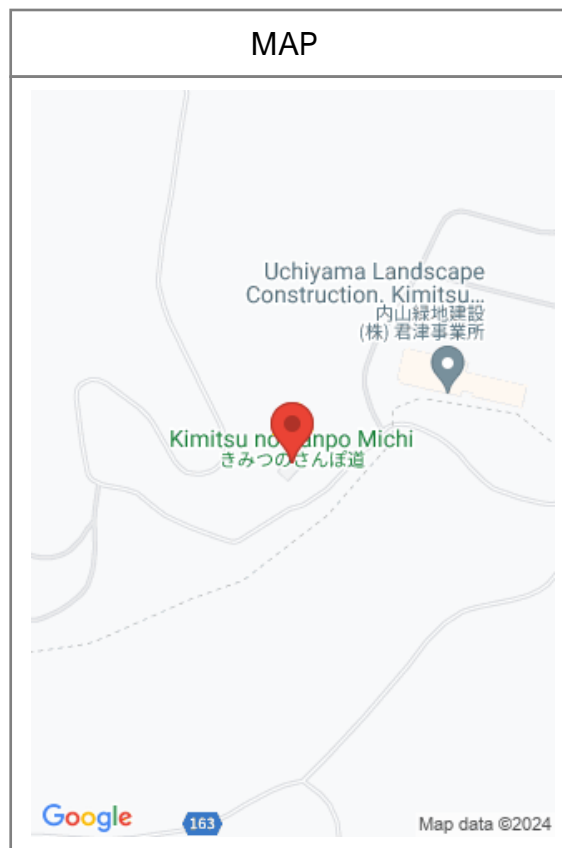 MAP
Uchiyama Landscape
Construction. Kimitsu...
内山緑地建設
(株) 君津事業所
Kimitsu no Michi
きみつのさんぽ道
Google
163
Map data ©2024